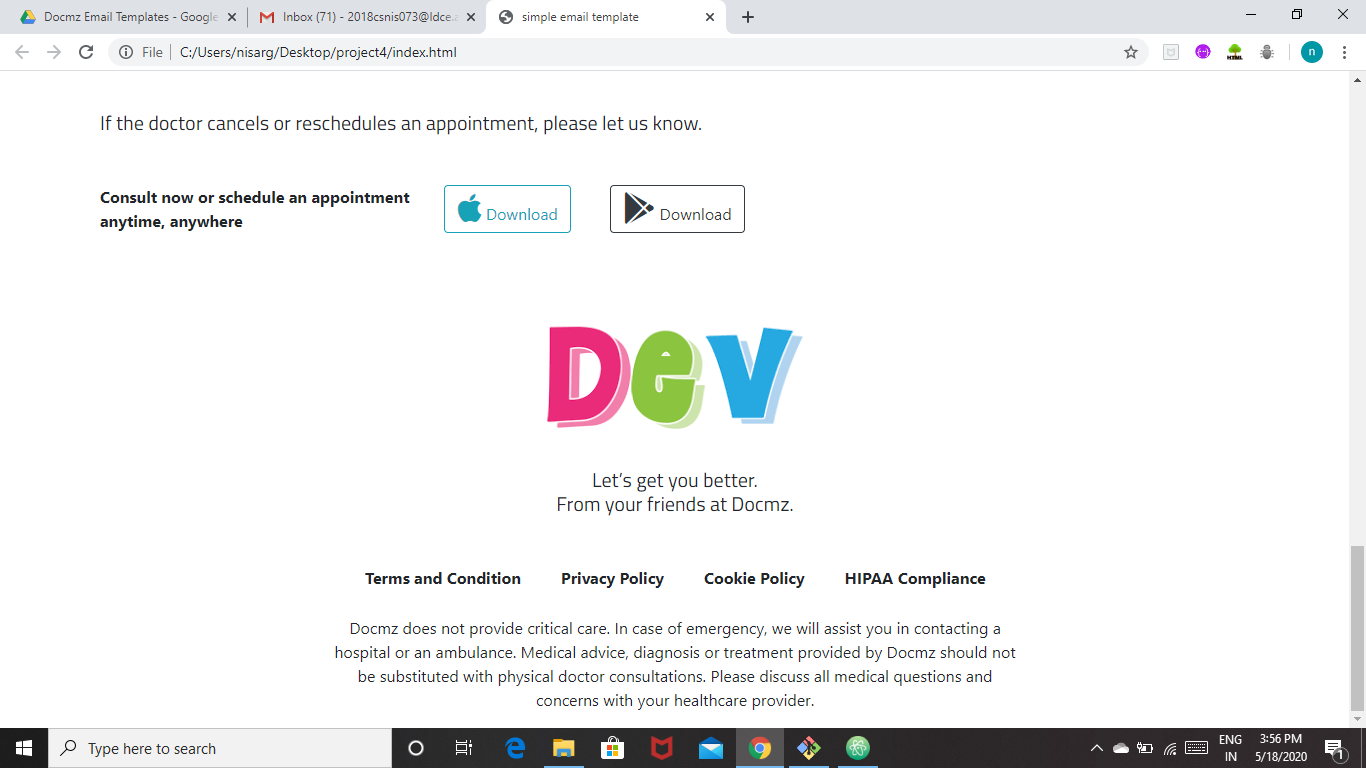 Docmz Email Templates - Google
Inbox (71) - 2018csnis073@ldce.a
simple email template
File
C:/Users/nisarg/Desktop/project4/index.html
HTML
n
If the doctor cancels or reschedules an appointment, please let us know.
Consult now or schedule an appointment
anytime, anywhere
Download
Download
Dev
Let's get you better.
From your friends at Docmz.
Terms and Condition
Privacy Policy
Cookie Policy
HIPAA Compliance
Docmz does not provide critical care. In case of emergency, we will assist you in contacting a
hospital or an ambulance. Medical advice, diagnosis or treatment provided by Docmz should not
be substituted with physical doctor consultations. Please discuss all medical questions and
concerns with your healthcare provider.
Type here to search
ENG
IN
3:56 PM
5/18/2020
1